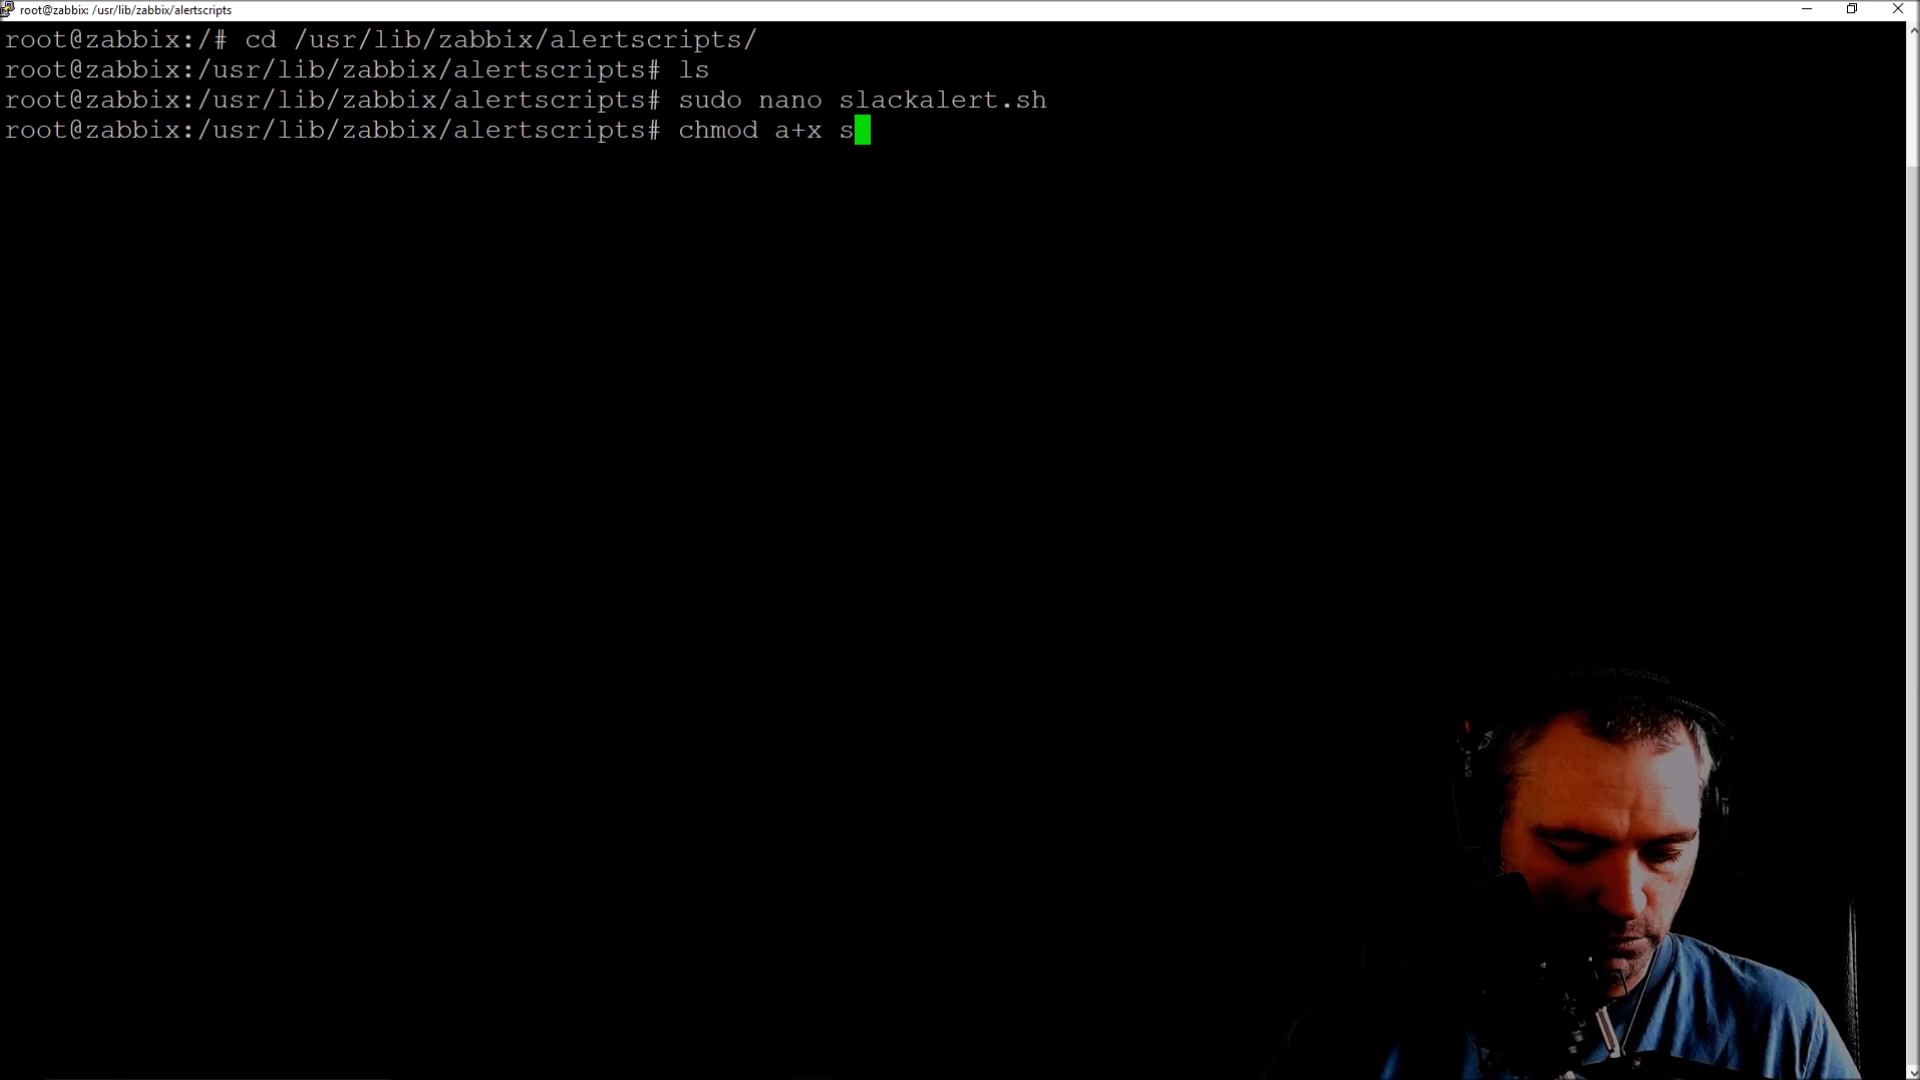 root@zabbix: /usr/lib/zabbix/alertscripts
root@zabbix:/# cd /usr/lib/zabbix/alertscripts/
root@zabbix:/usr/lib/zabbix/alertscripts# ls
root@zabbix:/usr/lib/zabbix/alertscripts# sudo nano slackalert.sh
root@zabbix:/usr/lib/zabbix/alertscripts# chmod a+x s